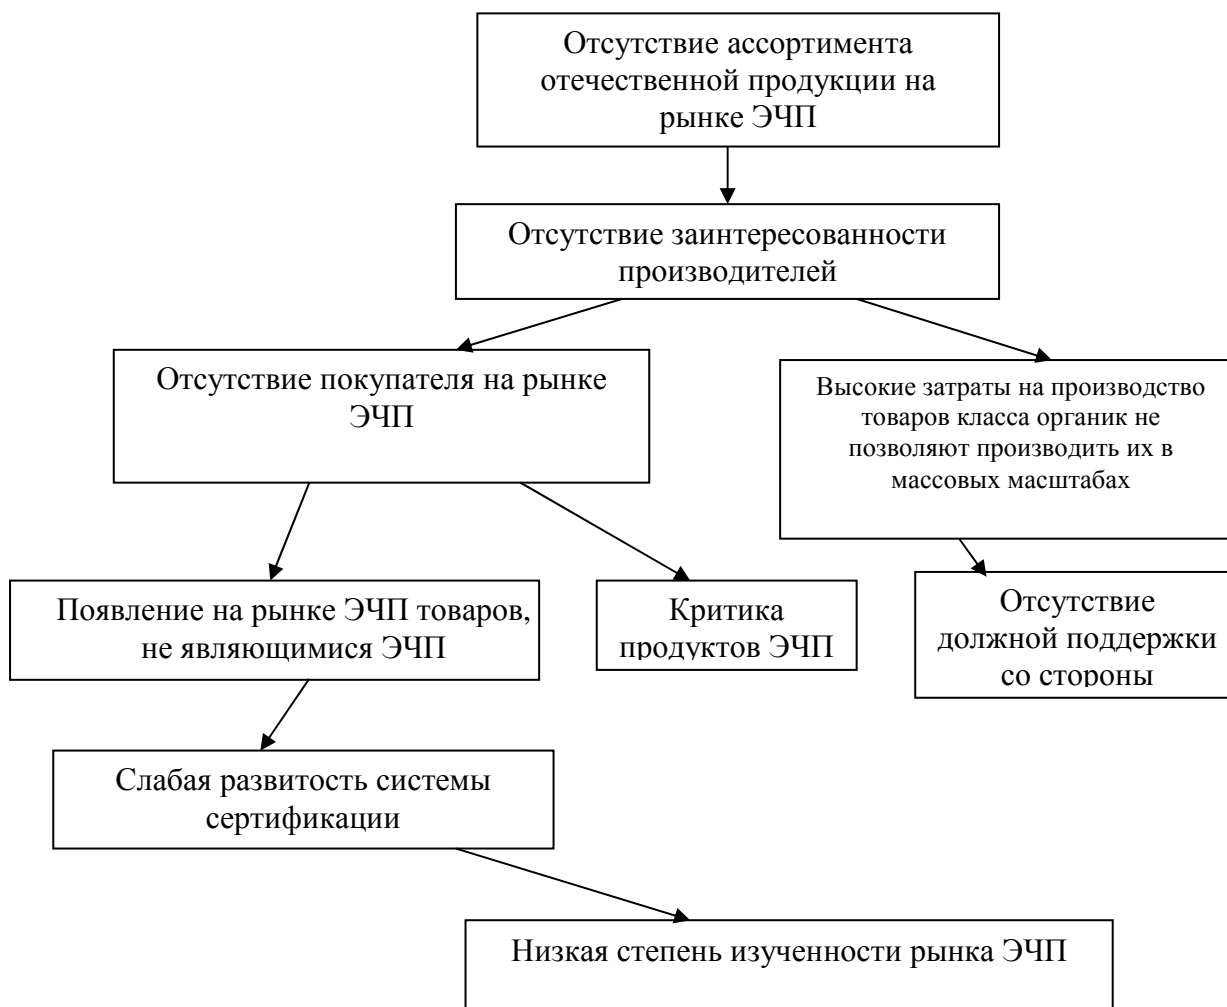 Отсутствие ассортимента
отечественной продукции на
рынке ЭЧП
Отсутствие заинтересованности
производителей
Отсутствие покупателя на рынке
ЭЧП
Высокие затраты на производство
товаров класса органик не
позволяют производить их в
массовых масштабах
Появление на рынке ЭЧП товаров,
не являющимися ЭЧП
Критика
продуктов ЭЧП
Отсутствие
должной поддержки
со стороны
Слабая развитость системы
сертификации
Низкая степень изученности рынка ЭЧП